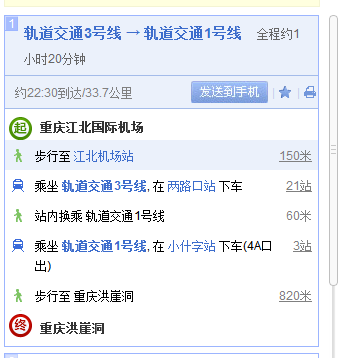 1
轨道交通3号线 → 轨道交通1号线 全程约1
小时20分钟
约22:30到达/33.7公里 发送到手机
起 重庆江北国际机场
步行至 江北机场站 150米
乘坐 轨道交通3号线, 在 两路口站 下车 21站
站内换乘 轨道交通1号线 60米
乘坐 轨道交通1号线, 在 小什字站 下车(4A口 3站
出)
步行至 重庆洪崖洞 820米
终 重庆洪崖洞